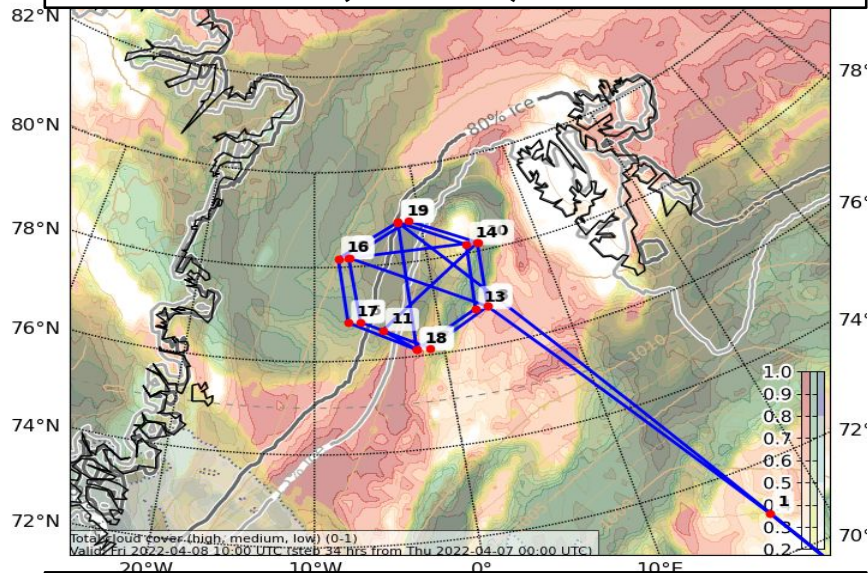 82°N
80°N
78°N
76°N
74°N
72°N
78°
76°
74°
72°
70°
80% ice
19
16
14
13
17
11
18
1
1010
1010
1.0
0.9
0.8
0.7
0.6
0.5
0.4
0.3
0.2
Total cloud cover (high, medium, low) (0-1)
Valid: Fri 2022-04-08 10:00 UTC (step 34 hrs from Thu 2022-04-07 00:00 UTC)
20°W
10°W
0°
10°E